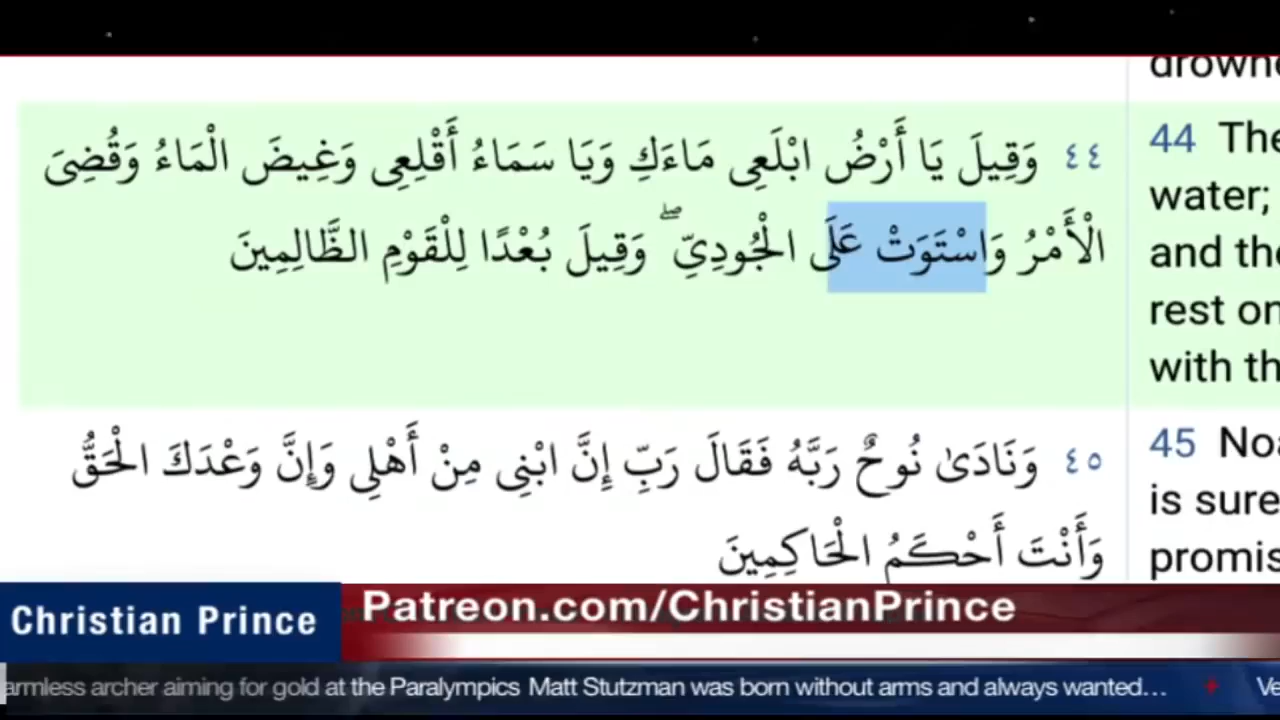 ٤٤ وَقِيلَ يَا أَرْضُ ابْلَعِى مَاءَكِ وَيَا سَمَاءُ أَقْلِعِى وَغِيضَ الْمَاءُ وَقُضِىَ
الْأَمْرُ وَاسْتَوَتْ عَلَى الْجُودِىِّ ۖ وَقِيلَ بُعْدًا لِلْقَوْمِ الظَّالِمِينَ
٤٥ وَنَادَىٰ نُوحٌ رَبَّهُ فَقَالَ رَبِّ إِنَّ ابْنِى مِنْ أَهْلِى وَإِنَّ وَعْدَكَ الْحَقُّ
وَأَنْتَ أَحْكَمُ الْحَاكِمِينَ
44 The
water;
and the
rest on
with th
45 Noa
is sure
promis
Christian Prince
Patreon.com/ChristianPrince
armless archer aiming for gold at the Paralympics Matt Stutzman was born without arms and always wanted... Ve